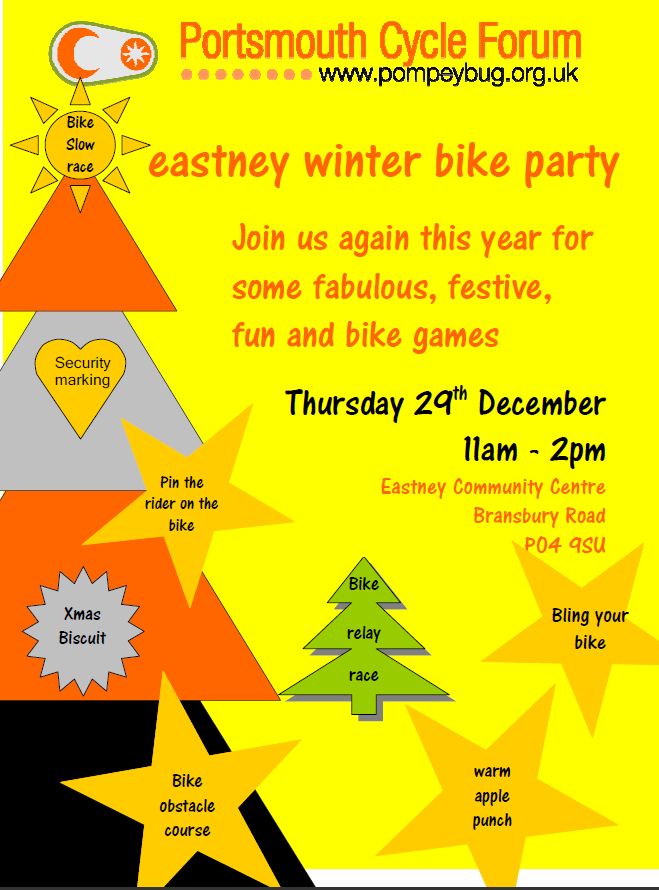 Portsmouth Cycle Forum
www.pompeybug.org.uk
Bike
Slow
race
eastney winter bike party
Join us again this year for
some fabulous, festive,
fun and bike games
Security
marking
Thursday 29th December
11am - 2pm
Eastney Community Centre
Bransbury Road
PO4 9SU
Pin the
rider on the
bike
Xmas
Biscuit
Bike
relay
race
Bling your
bike
Bike
obstacle
course
warm
apple
punch